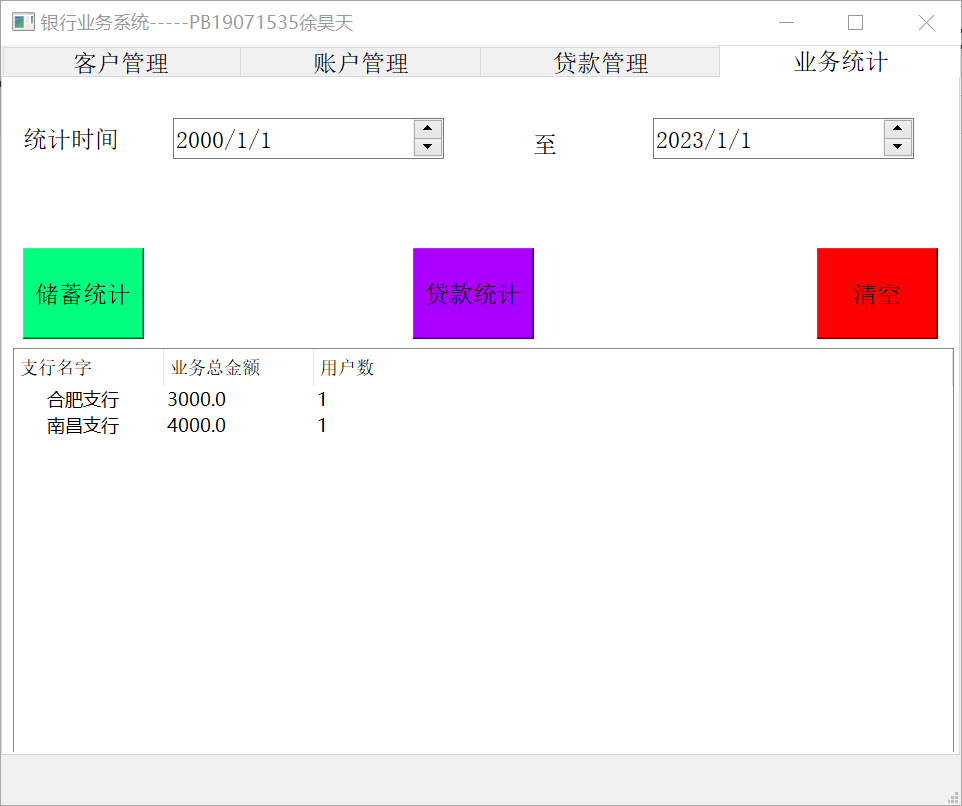 银行业务系统-----PB19071535徐昊天
客户管理 账户管理 贷款管理 业务统计
统计时间 2000/1/1 至 2023/1/1
储蓄统计 贷款统计 清空
支行名字 业务总金额 用户数
合肥支行 3000.0 1
南昌支行 4000.0 1